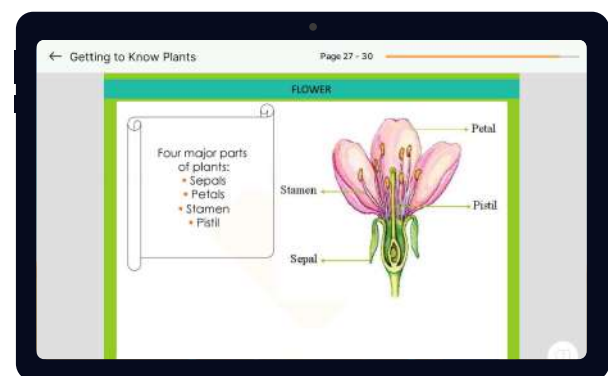 ← Getting to Know Plants
Page 27 - 30
FLOWER
Four major parts
of plants:
• Sepals
• Petals
• Stamen
• Pistil
Petal
Stamen
Pistil
Sepal